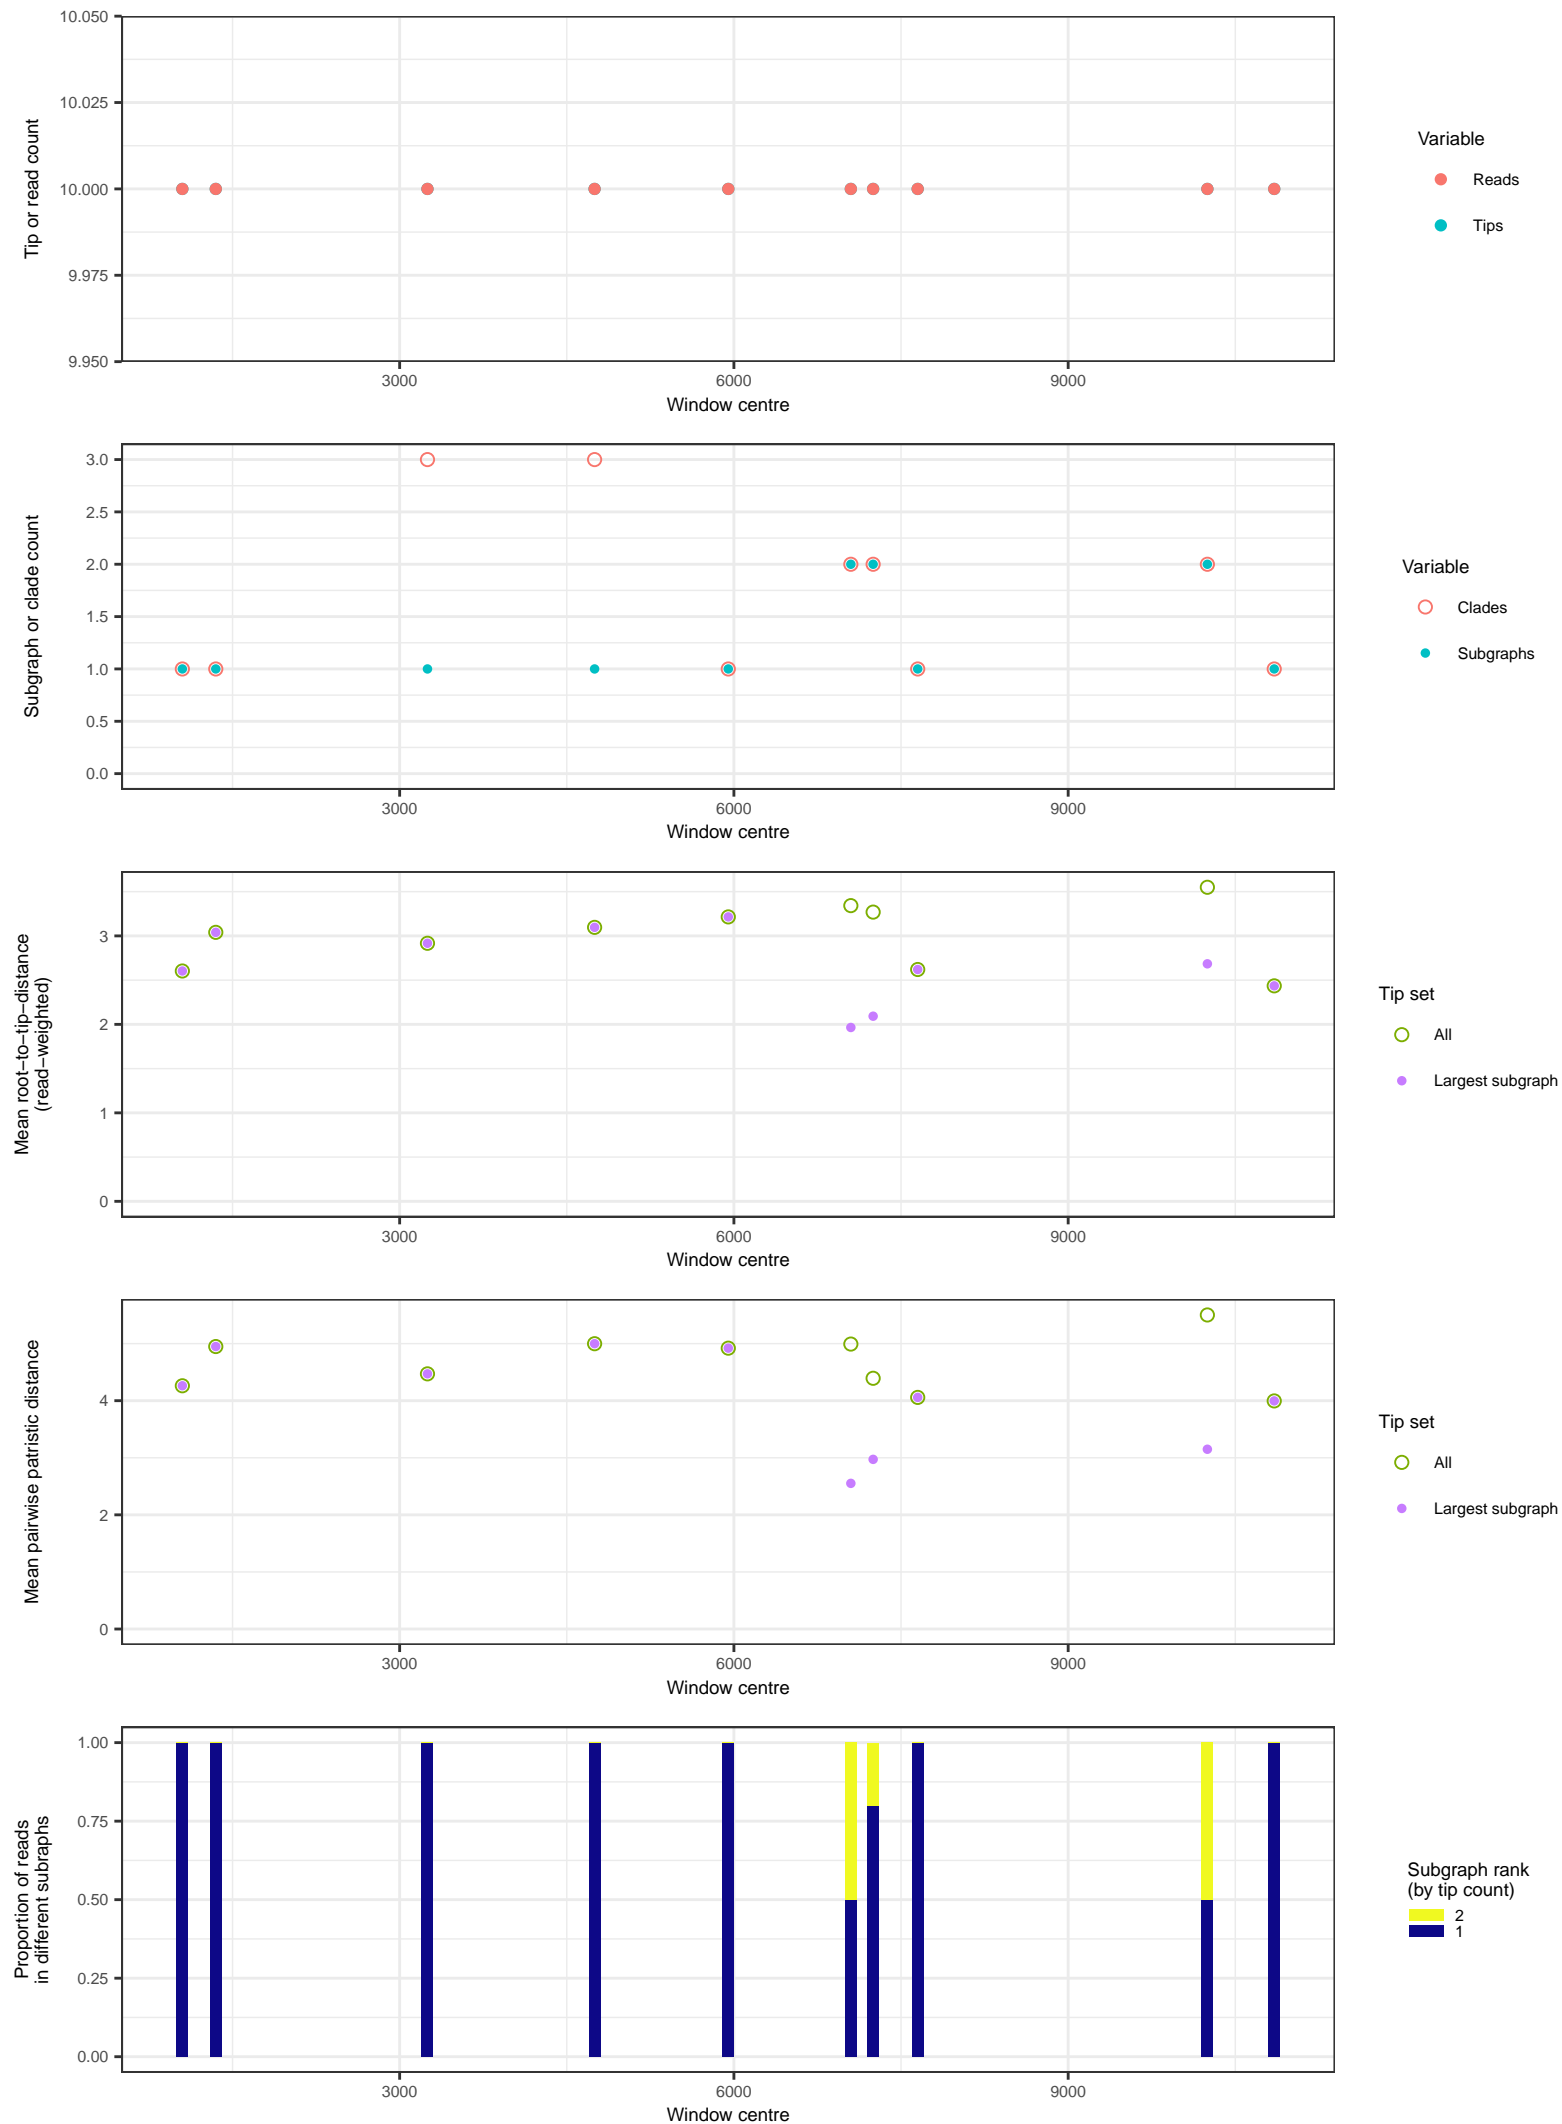 10.050
10.025
10.000
9.975
9.950
Tip or read count
3000
6000
9000
Window centre
Variable
Reads
Tips
3.0
2.5
2.0
1.5
1.0
0.5
0.0
Subgraph or clade count
3000
6000
9000
Window centre
Variable
Clades
Subgraphs
3
2
1
0
Mean root−to−tip−distance
(read−weighted)
3000
6000
9000
Window centre
Tip set
All
Largest subgraph
4
2
0
Mean pairwise patristic distance
3000
6000
9000
Window centre
Tip set
All
Largest subgraph
1.00
0.75
0.50
0.25
0.00
Proportion of reads
in different subraphs
3000
6000
9000
Window centre
Subgraph rank
(by tip count)
2
1